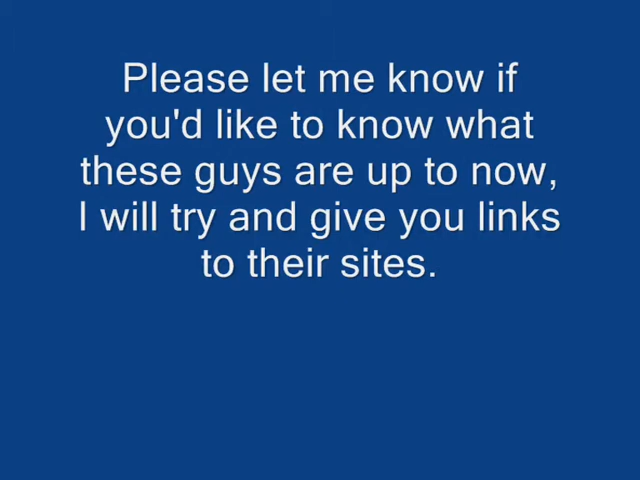 Please let me know if
you'd like to know what
these guys are up to now,
I will try and give you links
to their sites.